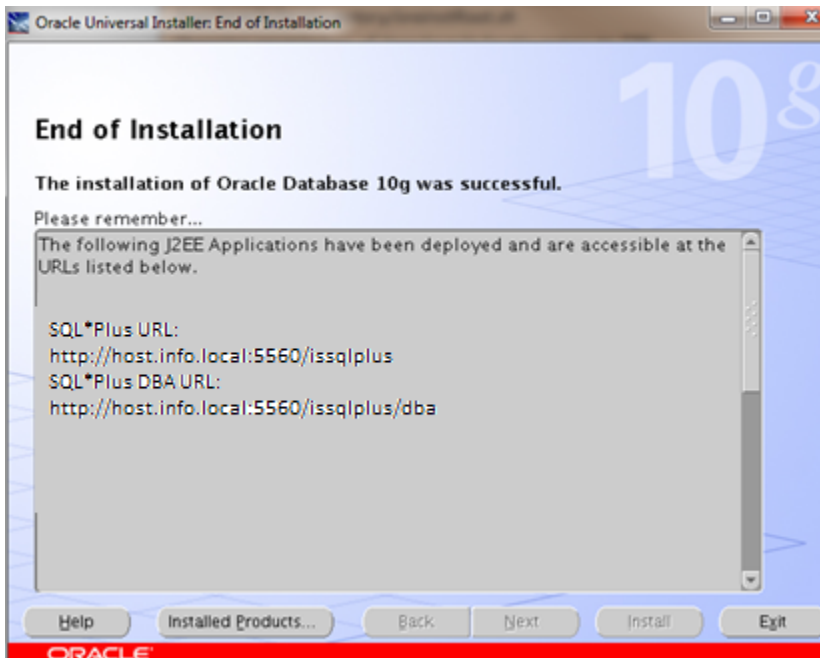 Oracle Universal Installer: End of Installation
10g
End of Installation
The installation of Oracle Database 10g was successful.
Please remember...
The following J2EE Applications have been deployed and are accessible at the
URLs listed below.
SQL*Plus URL:
http://host.info.local:5560/issqlplus
SQL*Plus DBA URL:
http://host.info.local:5560/issqlplus/dba
Help Installed Products... Back Next Install Exit
ORACLE